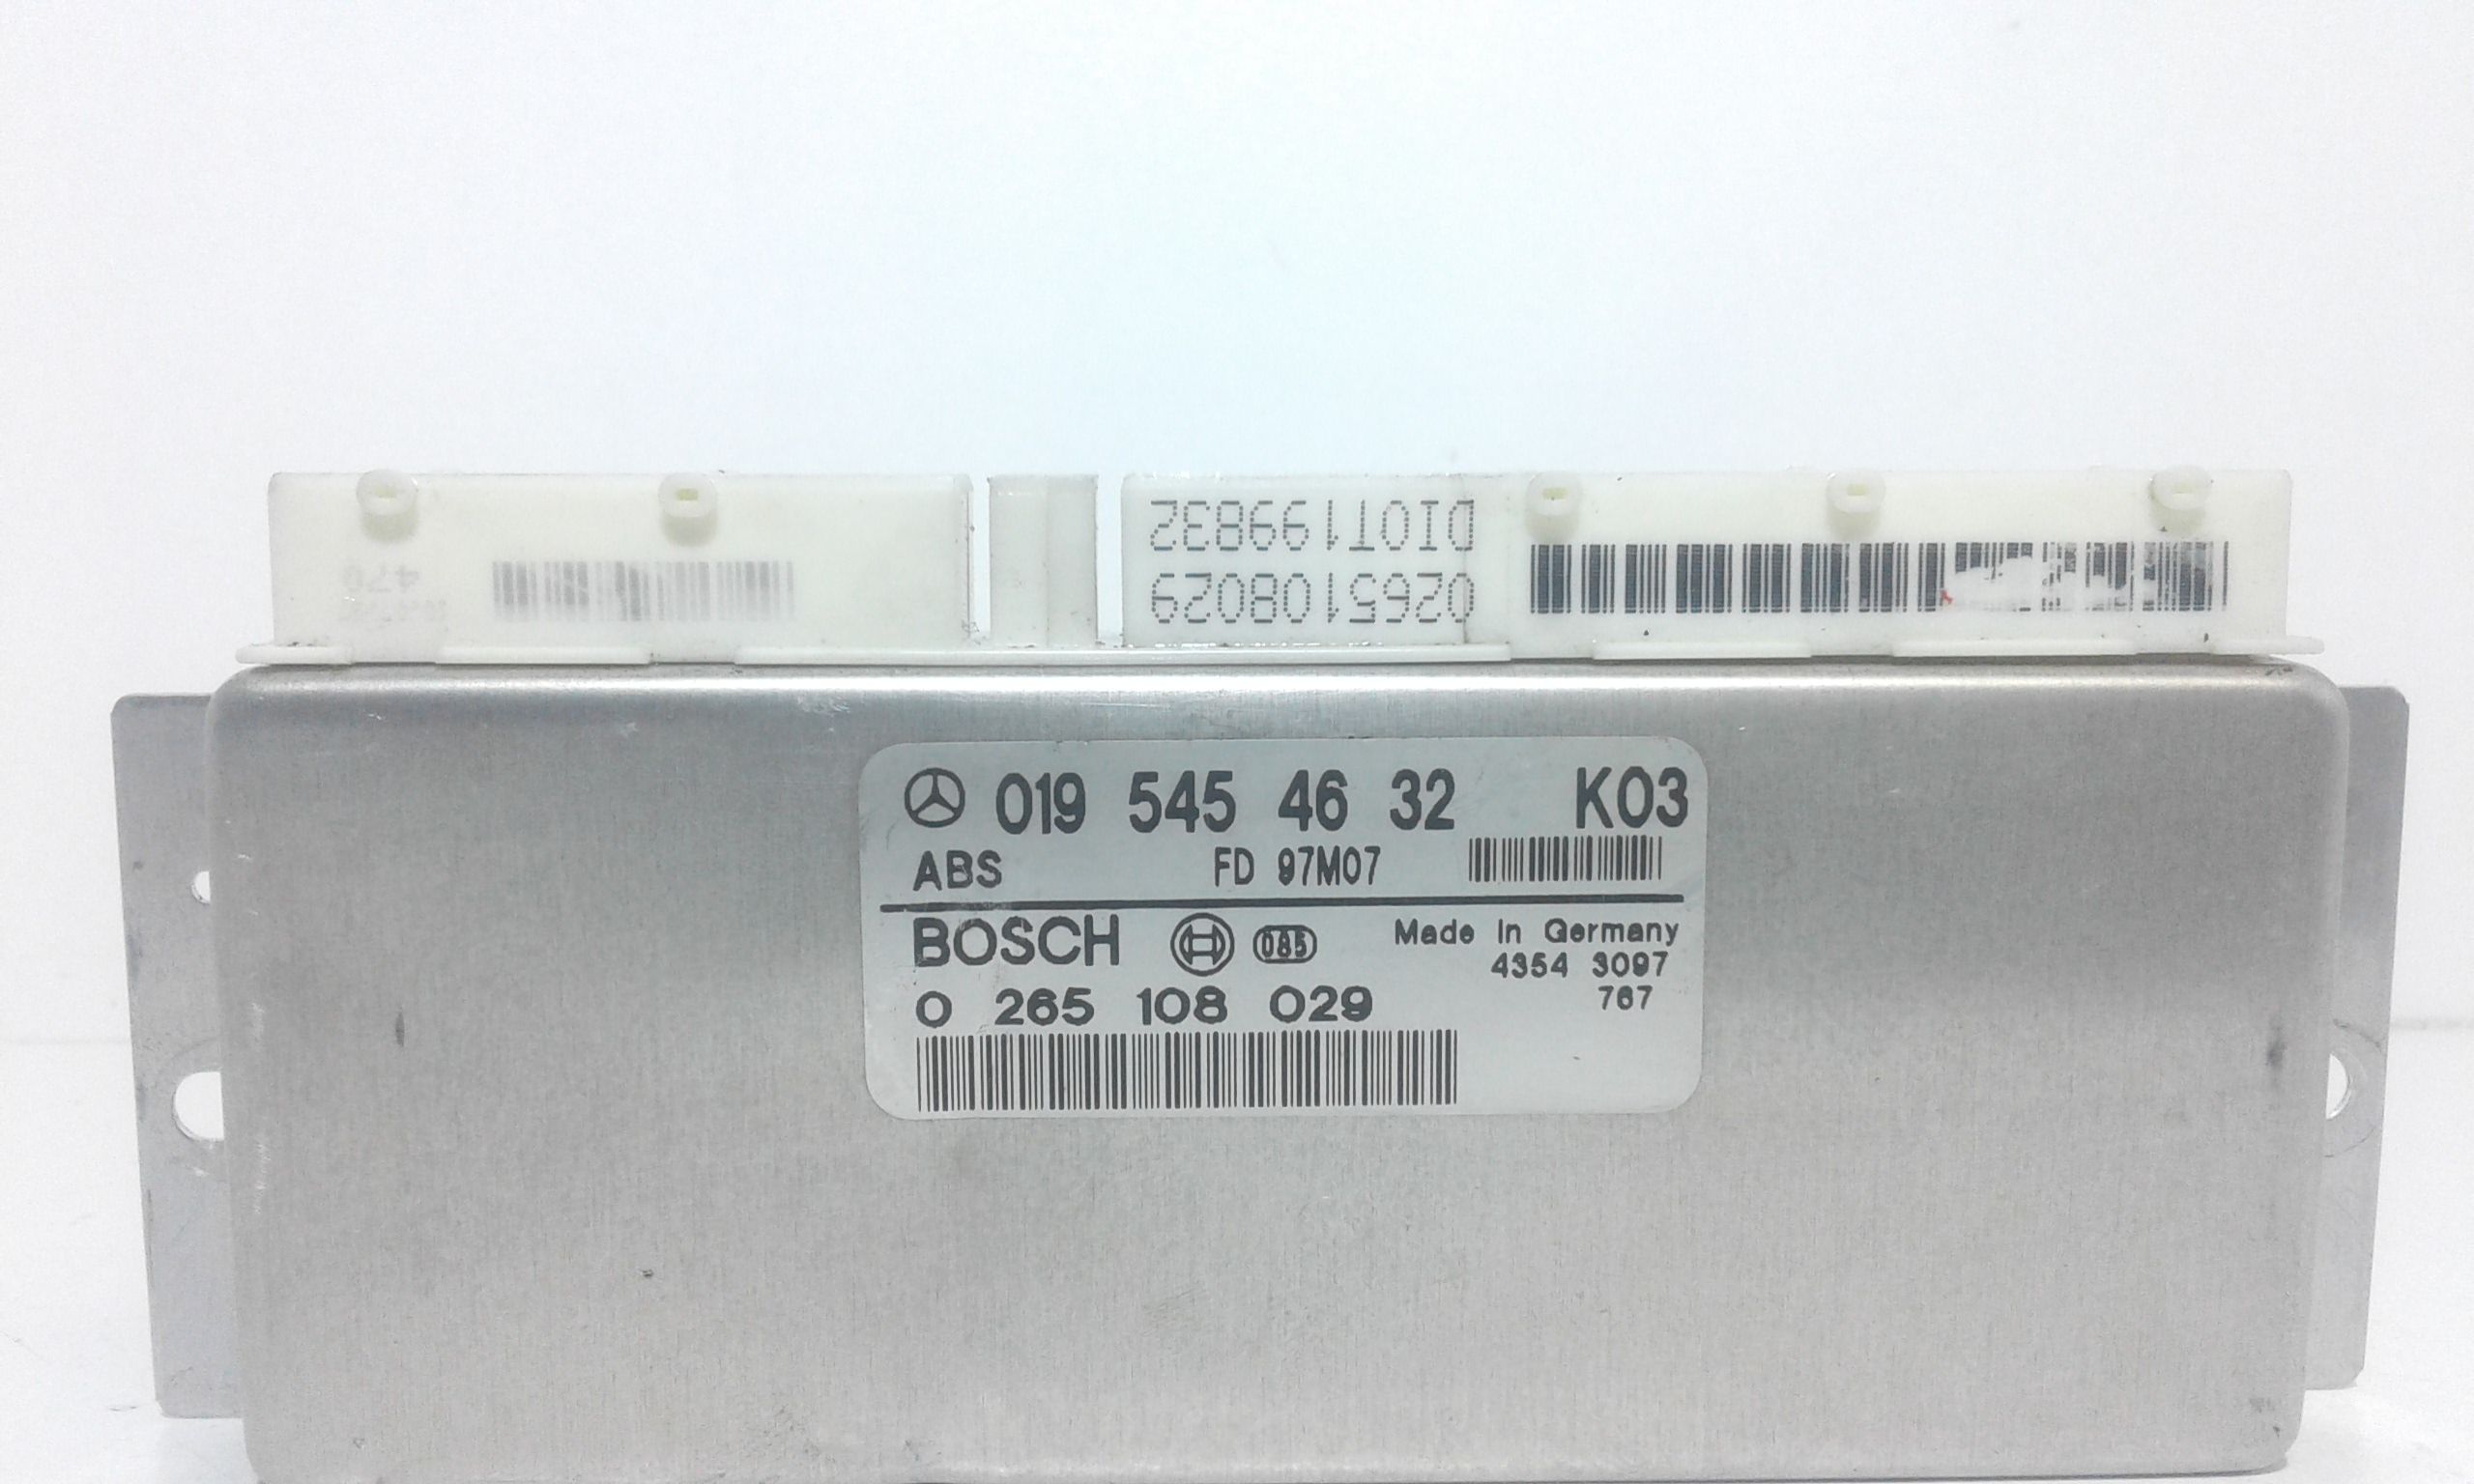 DIOT199832
0265108029
470
019 545 46 32 K03
ABS FD 97M07
BOSCH 085 Made in Germany
4354 3097
767
0 265 108 029